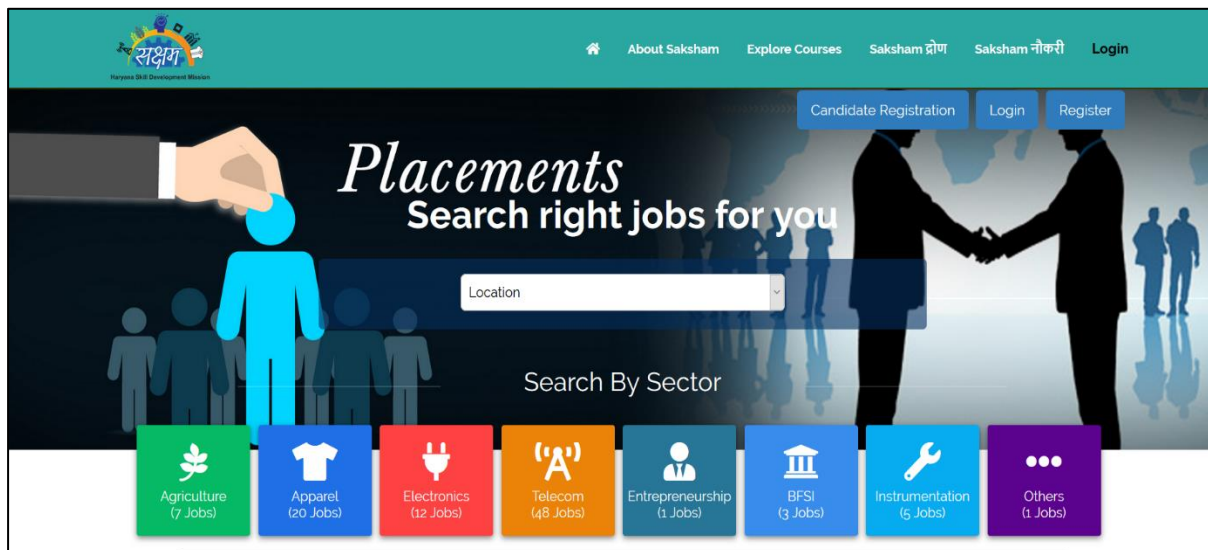 सक्षम
Haryana Skill Development Mission
About Saksham Explore Courses Saksham द्रोण Saksham नौकरी Login
Candidate Registration Login Register
Placements
Search right jobs for you
Location
Search By Sector
Agriculture
(7 Jobs)
Apparel
(20 Jobs)
Electronics
(12 Jobs)
Telecom
(48 Jobs)
Entrepreneurship
(1 Jobs)
BFSI
(3 Jobs)
Instrumentation
(5 Jobs)
Others
(1 Jobs)